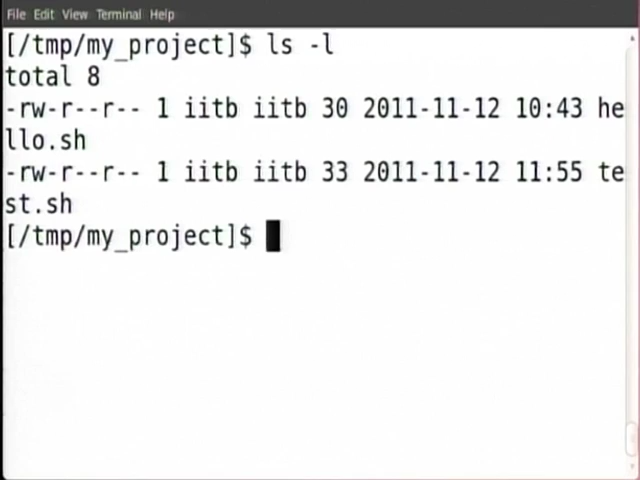 File Edit View Terminal Help
[/tmp/my_project]$ ls -l
total 8
-rw-r--r-- 1 iitb iitb 30 2011-11-12 10:43 he
llo.sh
-rw-r--r-- 1 iitb iitb 33 2011-11-12 11:55 te
st.sh
[/tmp/my_project]$